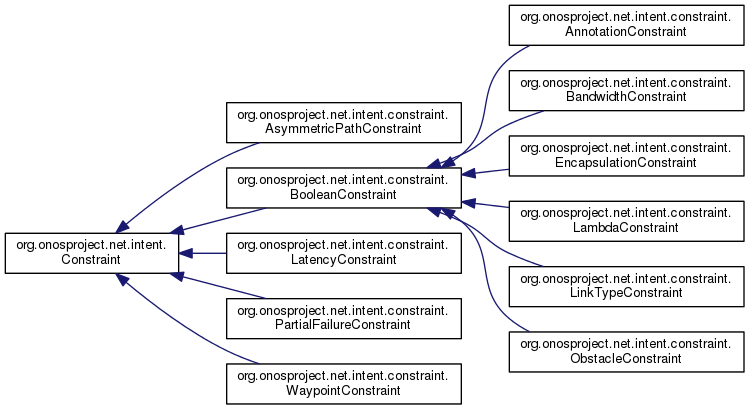 org.onosproject.net.intent.
Constraint
org.onosproject.net.intent.constraint.
AsymmetricPathConstraint
org.onosproject.net.intent.constraint.
BooleanConstraint
org.onosproject.net.intent.constraint.
LatencyConstraint
org.onosproject.net.intent.constraint.
PartialFailureConstraint
org.onosproject.net.intent.constraint.
WaypointConstraint
org.onosproject.net.intent.constraint.
AnnotationConstraint
org.onosproject.net.intent.constraint.
BandwidthConstraint
org.onosproject.net.intent.constraint.
EncapsulationConstraint
org.onosproject.net.intent.constraint.
LambdaConstraint
org.onosproject.net.intent.constraint.
LinkTypeConstraint
org.onosproject.net.intent.constraint.
ObstacleConstraint